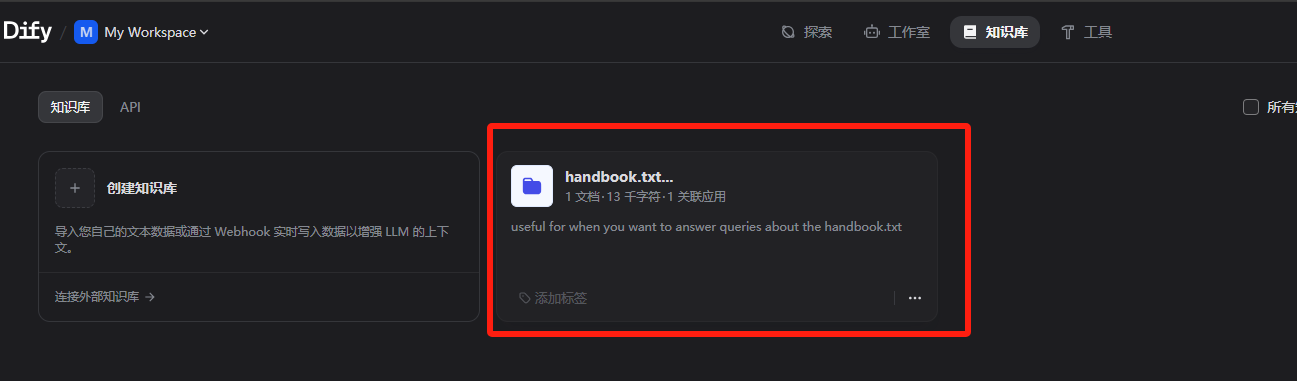 Dify / M My Workspace
探索
工作室
知识库
工具
知识库
API
所有
创建知识库
导入您自己的文本数据或通过 Webhook 实时写入数据以增强 LLM 的上下
文。
连接外部知识库
handbook.txt...
1 文档·13 千字符·1 关联应用
useful for when you want to answer queries about the handbook.txt
添加标签